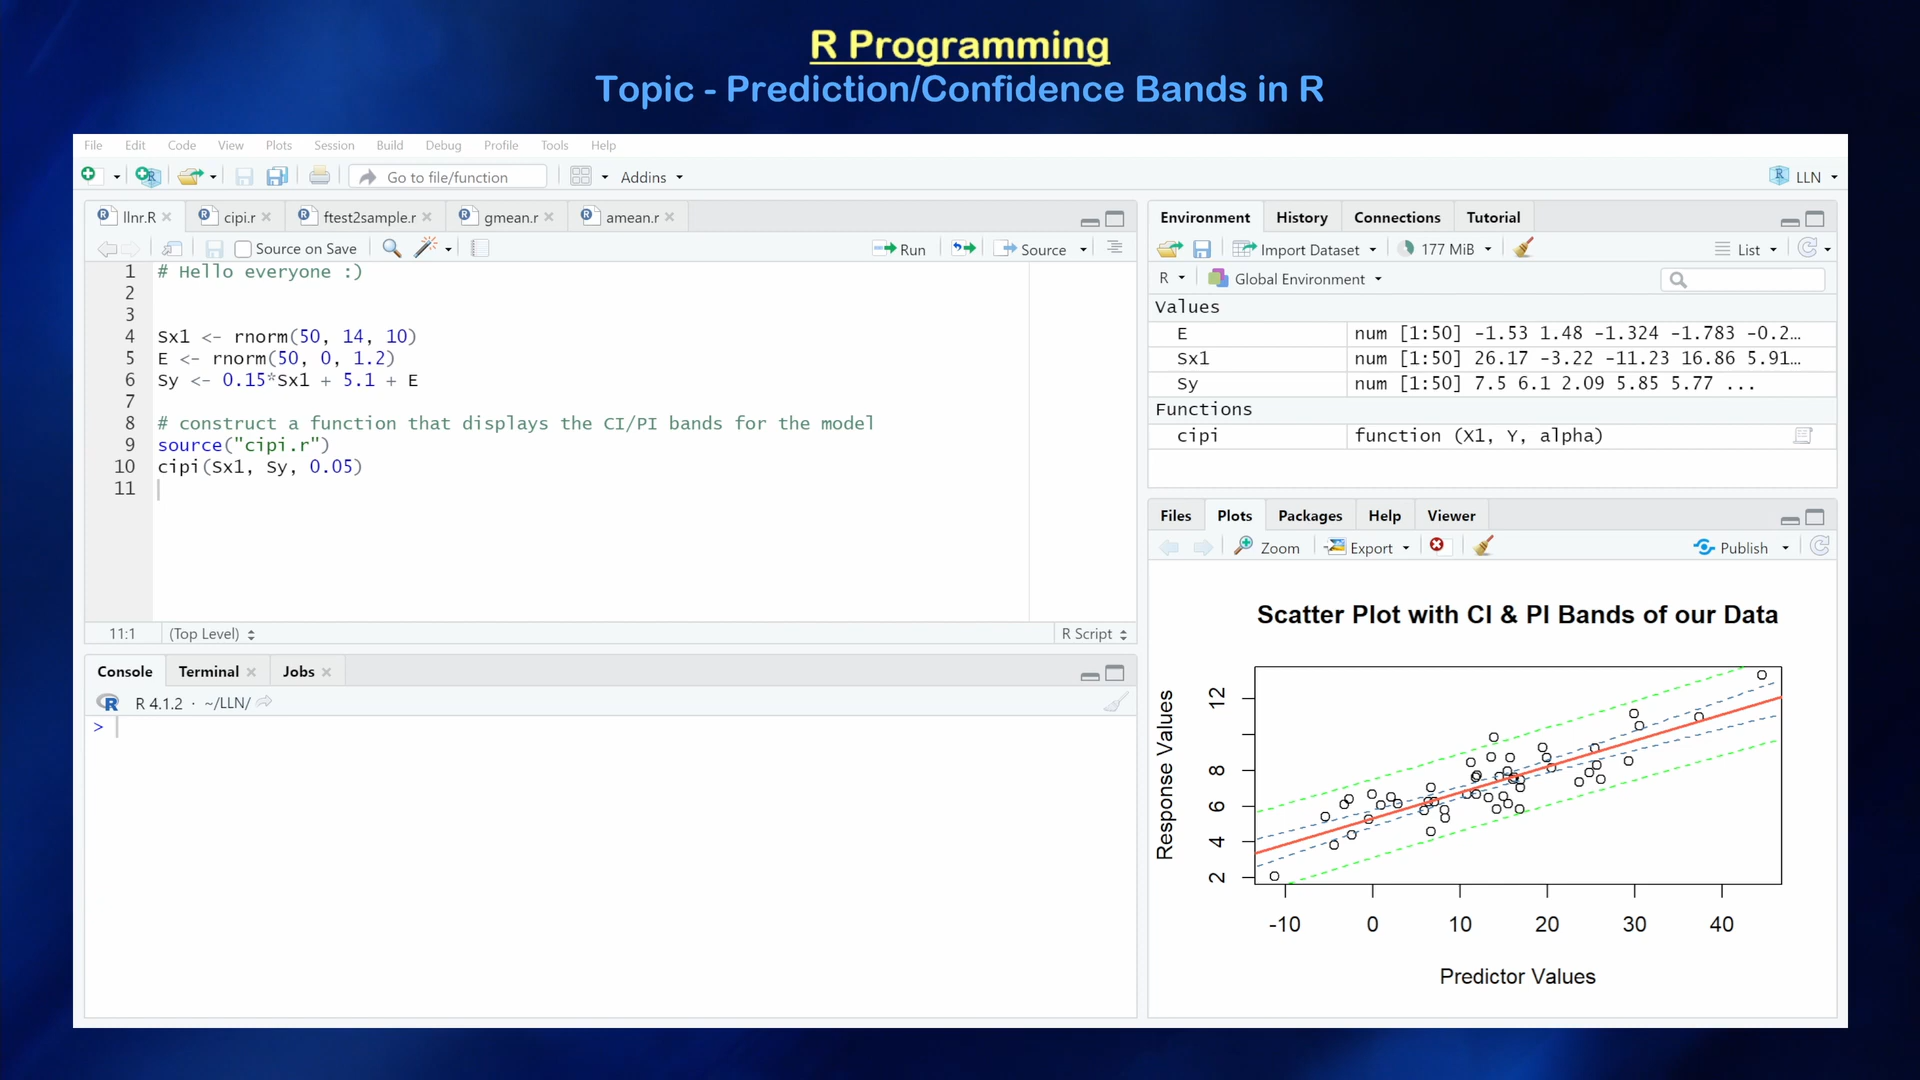 R Programming
Topic - Prediction/Confidence Bands in R
File Edit Code View Plots Session Build Debug Profile Tools Help
Go to file/function
Addins
LLN
llnr.R
cipi.r
ftest2sample.r
gmean.r
amean.r
Source on Save
Run
Source
1 # Hello everyone :)
2
3
4 Sx1 <- rnorm(50, 14, 10)
5 E <- rnorm(50, 0, 1.2)
6 Sy <- 0.15*Sx1 + 5.1 + E
7
8 # construct a function that displays the CI/PI bands for the model
9 source("cipi.r")
10 cipi(Sx1, Sy, 0.05)
11
11:1 (Top Level) R Script
Console Terminal Jobs
R 4.1.2 · ~/LLN/
>
Environment History Connections Tutorial
Import Dataset 177 MiB List
R Global Environment
Values
E num [1:50] -1.53 1.48 -1.324 -1.783 -0.2…
Sx1 num [1:50] 26.17 -3.22 -11.23 16.86 5.91…
Sy num [1:50] 7.5 6.1 2.09 5.85 5.77 ...
Functions
cipi function (X1, Y, alpha)
Files Plots Packages Help Viewer
Zoom Export Publish
Scatter Plot with CI & PI Bands of our Data
Response Values
12
8
6
4
2
-10 0 10 20 30 40
Predictor Values